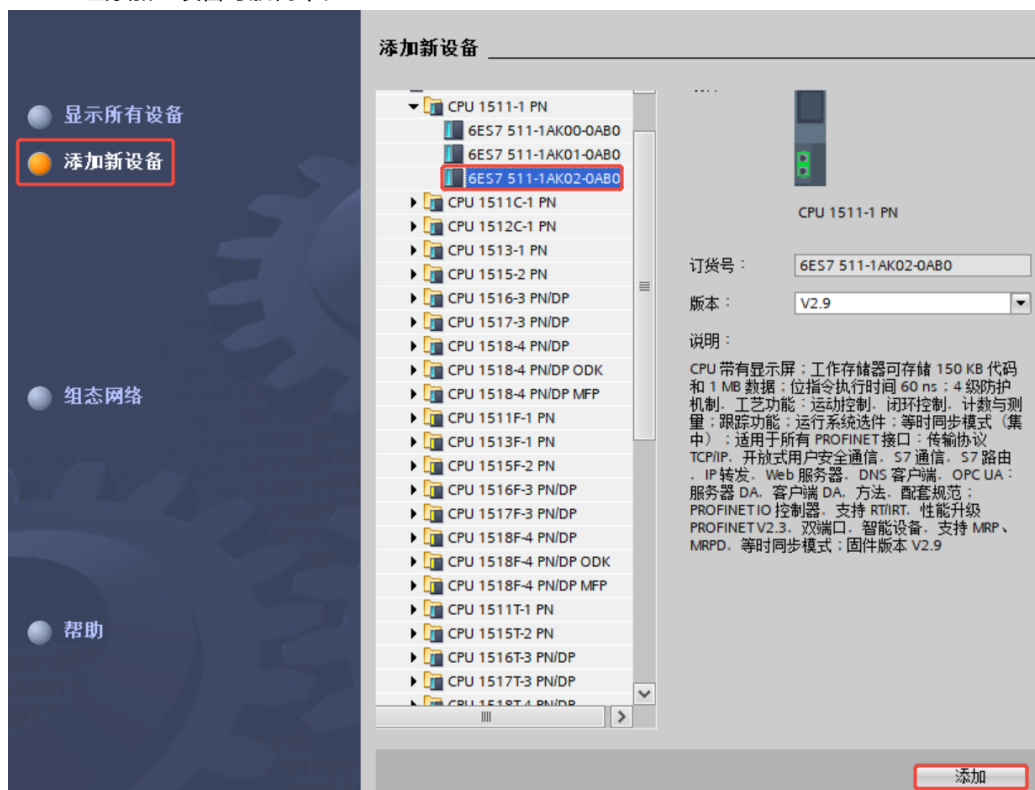 添加新设备
显示所有设备
添加新设备
组态网络
帮助
CPU 1511-1 PN
6ES7 511-1AK00-0AB0
6ES7 511-1AK01-0AB0
6ES7 511-1AK02-0AB0
CPU 1511C-1 PN
CPU 1512C-1 PN
CPU 1513-1 PN
CPU 1515-2 PN
CPU 1516-3 PN/DP
CPU 1517-3 PN/DP
CPU 1518-4 PN/DP
CPU 1518-4 PN/DP ODK
CPU 1518-4 PN/DP MFP
CPU 1511F-1 PN
CPU 1513F-1 PN
CPU 1515F-2 PN
CPU 1516F-3 PN/DP
CPU 1517F-3 PN/DP
CPU 1518F-4 PN/DP
CPU 1518F-4 PN/DP ODK
CPU 1518F-4 PN/DP MFP
CPU 1511T-1 PN
CPU 1515T-2 PN
CPU 1516T-3 PN/DP
CPU 1517T-3 PN/DP
CPU 1518T-4 PN/DP
CPU 1511-1 PN
订货号：
6ES7 511-1AK02-0AB0
版本：
V2.9
说明：
CPU 带有显示屏；工作存储器可存储 150 KB 代码
和 1 MB 数据；位指令执行时间 60 ns；4 级防护
机制，工艺功能：运动控制，闭环控制，计数与测
量；跟踪功能；运行系统选件；等时同步模式（集
中）；适用于所有 PROFINET 接口：传输协议
TCP/IP，开放式用户安全通信，S7 通信，S7 路由
，IP 转发，Web 服务器，DNS 客户端，OPC UA：
服务器 DA，客户端 DA，方法，配套规范；
PROFINET IO 控制器，支持 RT/IRT，性能升级
PROFINET V2.3，双端口，智能设备，支持 MRP、
MRPD，等时同步模式；固件版本 V2.9
添加